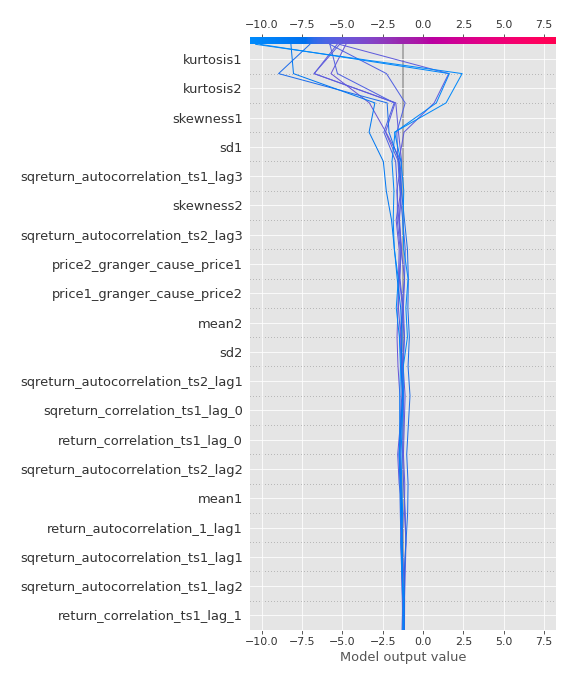 −10.0 −7.5 −5.0 −2.5 0.0 2.5 5.0 7.5
kurtosis1
kurtosis2
skewness1
sd1
sqreturn_autocorrelation_ts1_lag3
skewness2
sqreturn_autocorrelation_ts2_lag3
price2_granger_cause_price1
price1_granger_cause_price2
mean2
sd2
sqreturn_autocorrelation_ts2_lag1
sqreturn_correlation_ts1_lag_0
return_correlation_ts1_lag_0
sqreturn_autocorrelation_ts2_lag2
mean1
return_autocorrelation_1_lag1
sqreturn_autocorrelation_ts1_lag1
sqreturn_autocorrelation_ts1_lag2
return_correlation_ts1_lag_1
−10.0 −7.5 −5.0 −2.5 0.0 2.5 5.0 7.5
Model output value